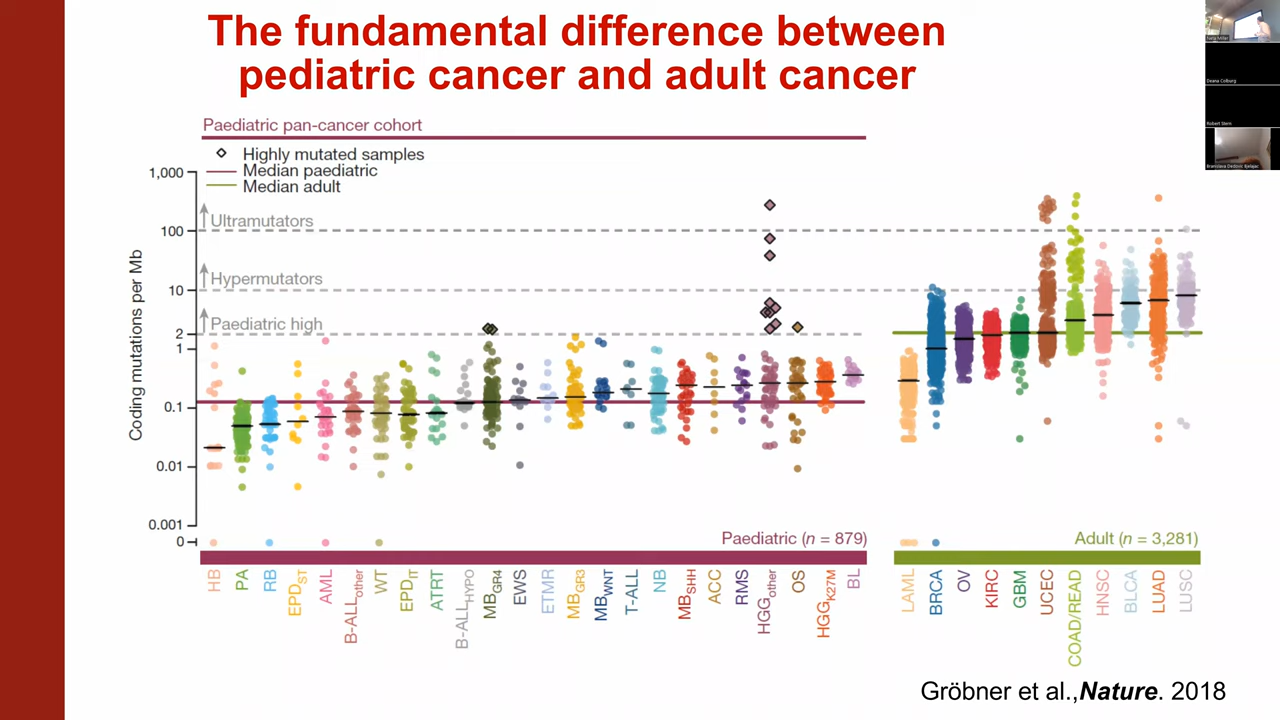 The fundamental difference between
pediatric cancer and adult cancer
Paediatric pan-cancer cohort
Highly mutated samples
Median paediatric
Median adult
Ultramutators
Hypermutators
Paediatric high
Coding mutations per Mb
1,000
100
10
2
1
0.1
0.01
0.001
0
Paediatric (n = 879)
Adult (n = 3,281)
HB
PA
RB
EPDST
AML
B-ALLother
WT
EPDIT
ATRT
B-ALLHYPO
MBGR4
EWS
ETMR
MBGR3
MBWNT
T-ALL
NB
MBSHH
ACC
RMS
HGGother
OS
HGGK27M
BL
LAML
BRCA
OV
KIRC
GBM
UCEC
COAD/READ
HNSC
BLCA
LUAD
LUSC
Gröbner et al.,Nature. 2018
Deana Colburg
Robert Stern